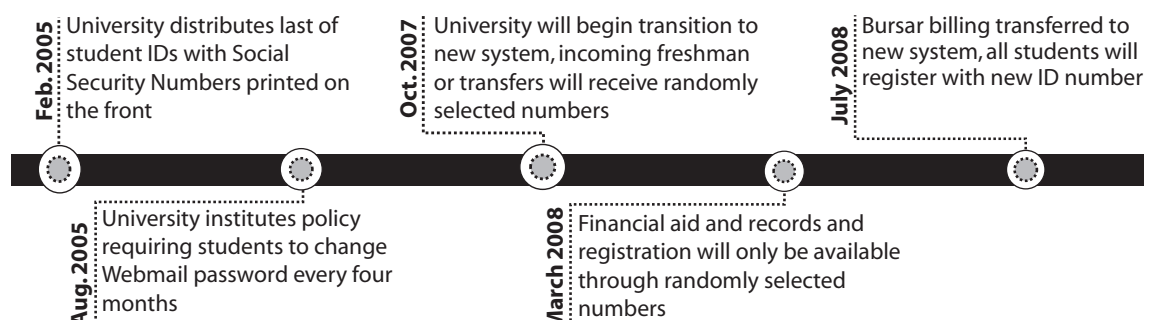 Feb. 2005
University distributes last of
student IDs with Social
Security Numbers printed on
the front
Aug. 2005
University institutes policy
requiring students to change
Webmail password every four
months
Oct. 2007
University will begin transition to
new system, incoming freshman
or transfers will receive randomly
selected numbers
March 2008
Financial aid and records and
registration will only be available
through randomly selected
numbers
July 2008
Bursar billing transferred to
new system, all students will
register with new ID number